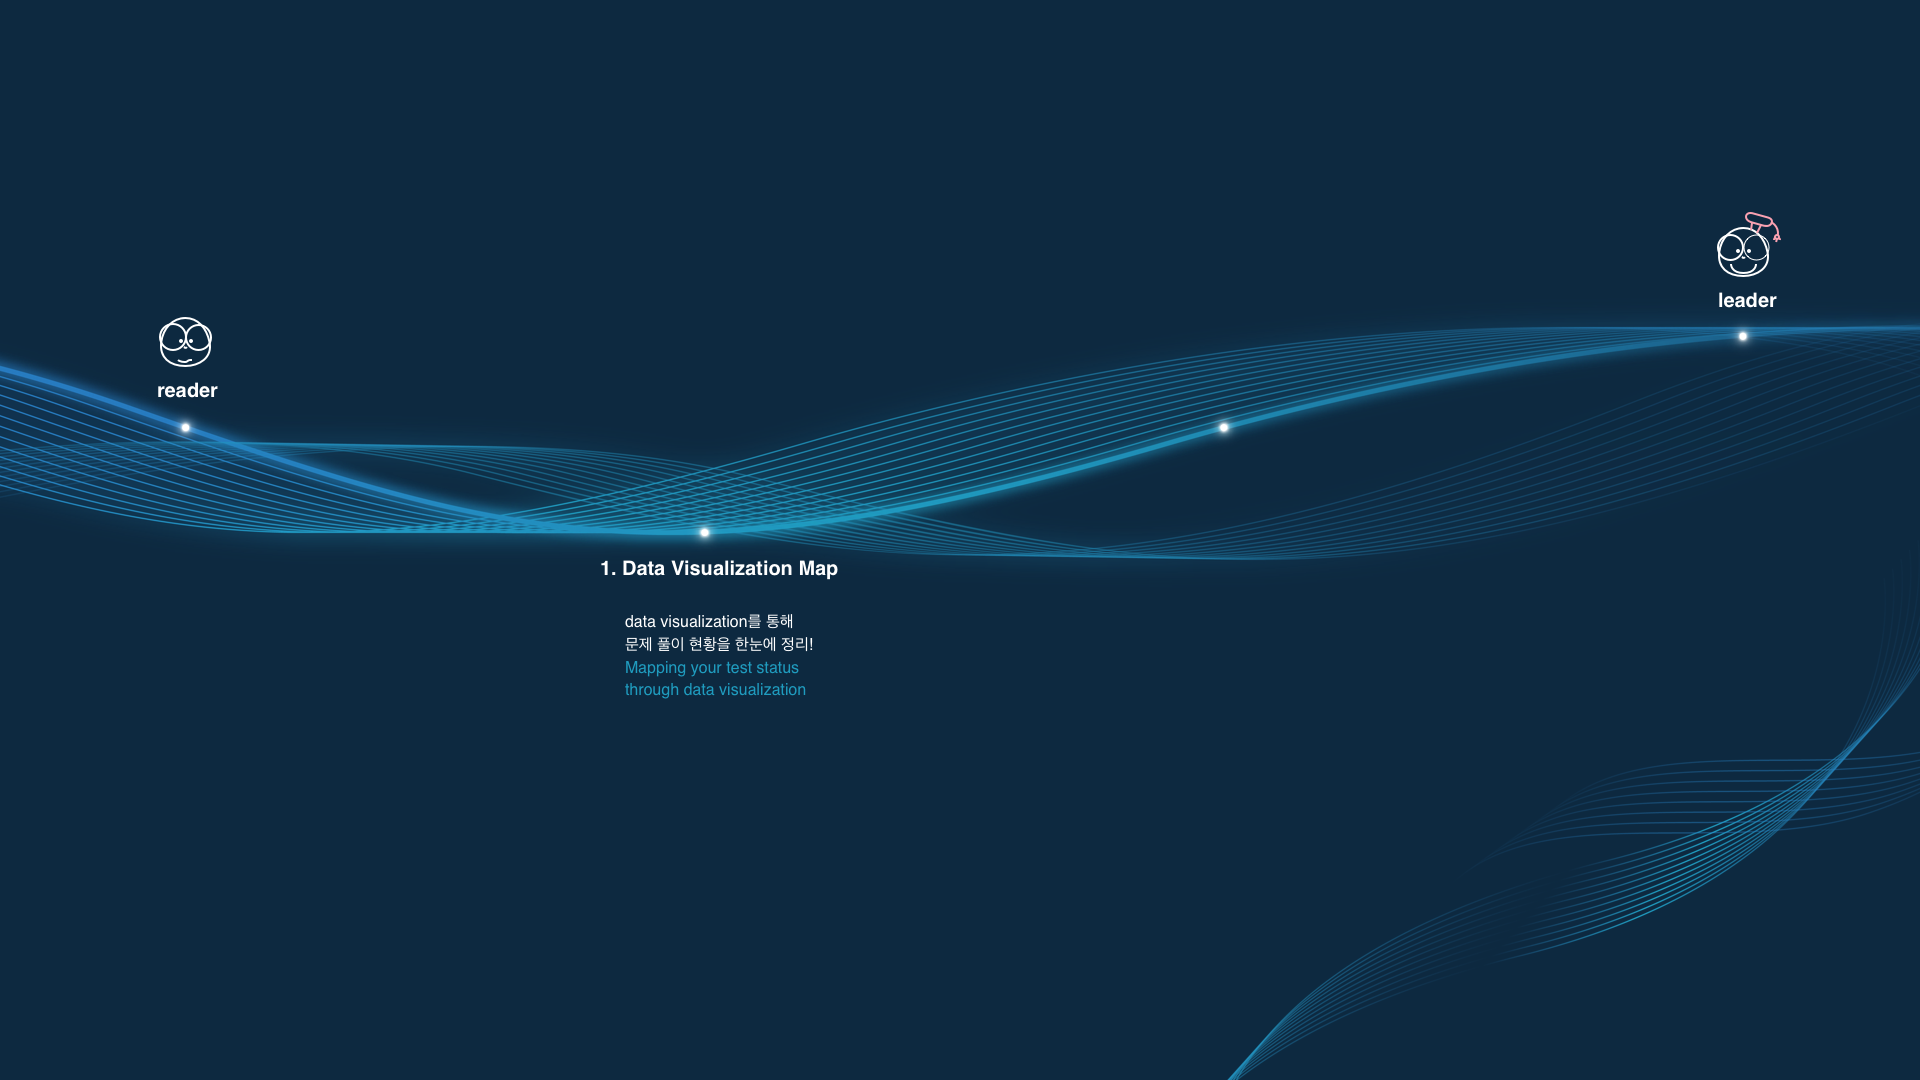 reader
leader
1. Data Visualization Map
data visualization를 통해
문제 풀이 현황을 한눈에 정리!
Mapping your test status
through data visualization